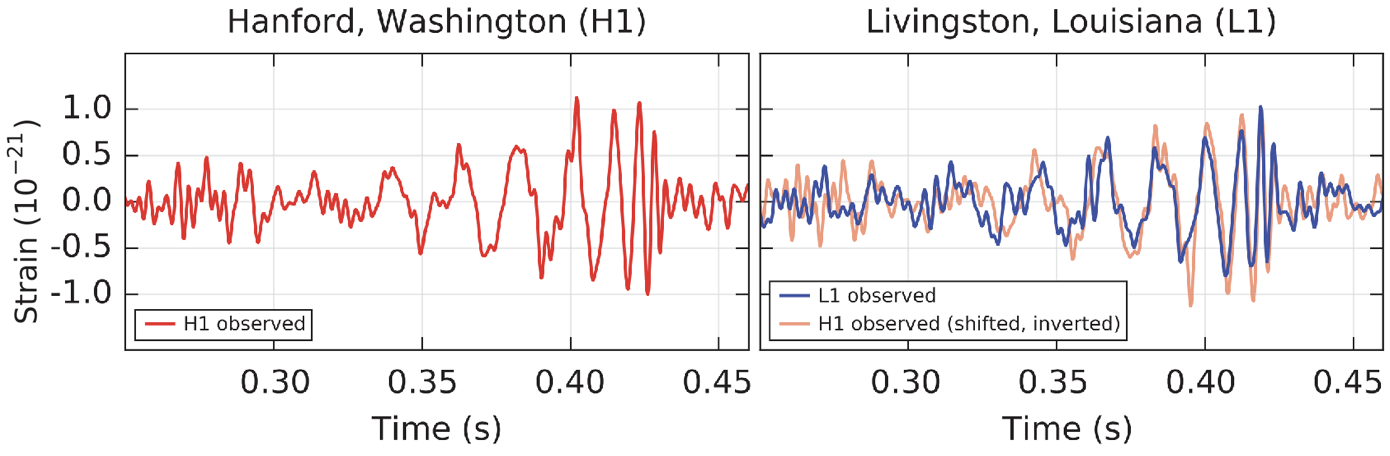 Hanford, Washington (H1)
Livingston, Louisiana (L1)
Strain (10⁻²¹)
1.0
0.5
0.0
-0.5
-1.0
H1 observed
L1 observed
H1 observed (shifted, inverted)
0.30 0.35 0.40 0.45
0.30 0.35 0.40 0.45
Time (s)
Time (s)